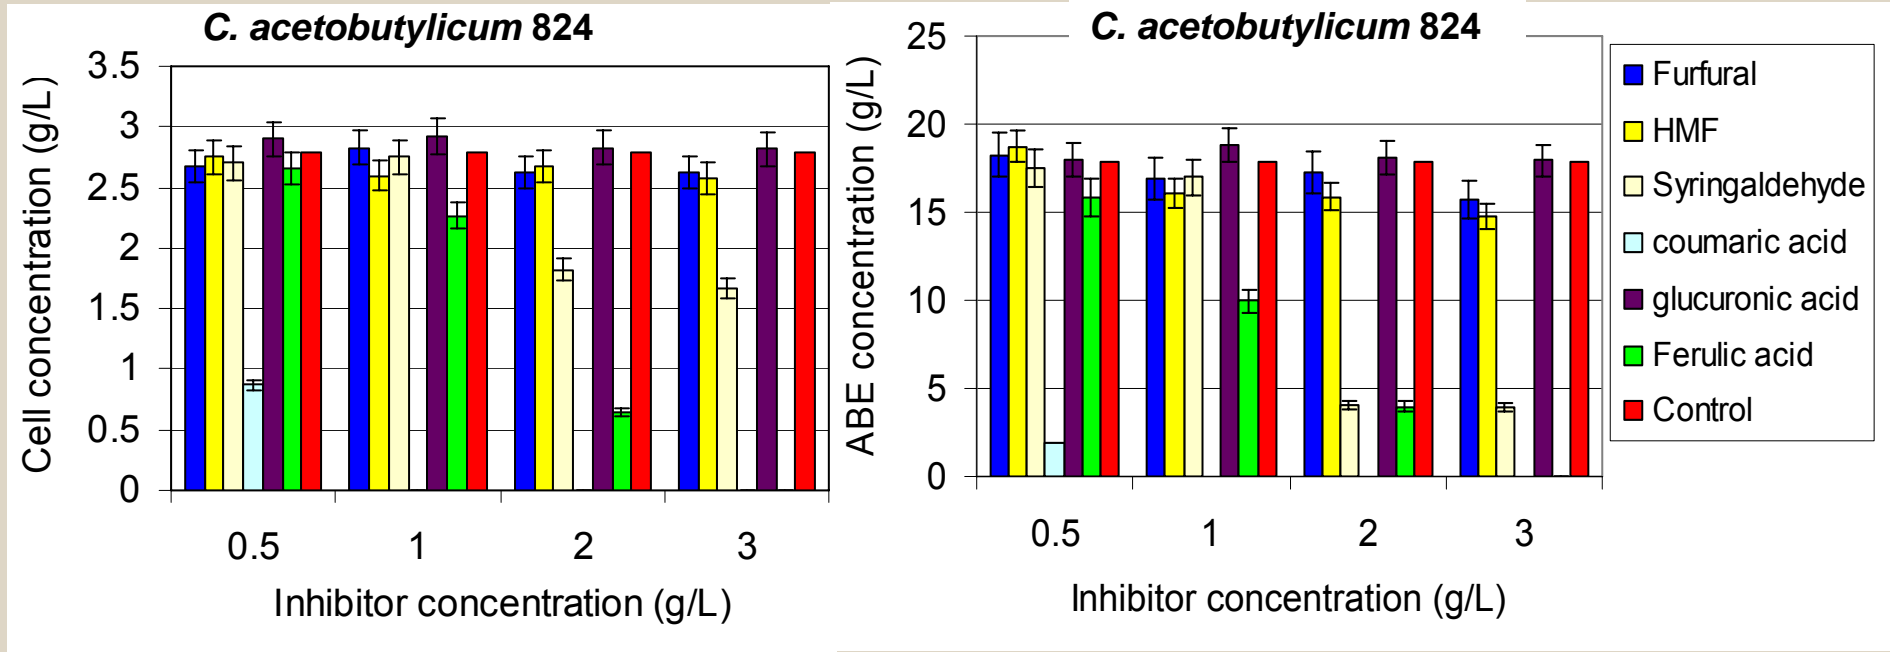 C. acetobutylicum 824
Cell concentration (g/L)
3.5
3
2.5
2
1.5
1
0.5
0
0.5 1 2 3
Inhibitor concentration (g/L)
C. acetobutylicum 824
ABE concentration (g/L)
25
20
15
10
5
0
0.5 1 2 3
Inhibitor concentration (g/L)
Furfural
HMF
Syringaldehyde
coumaric acid
glucuronic acid
Ferulic acid
Control